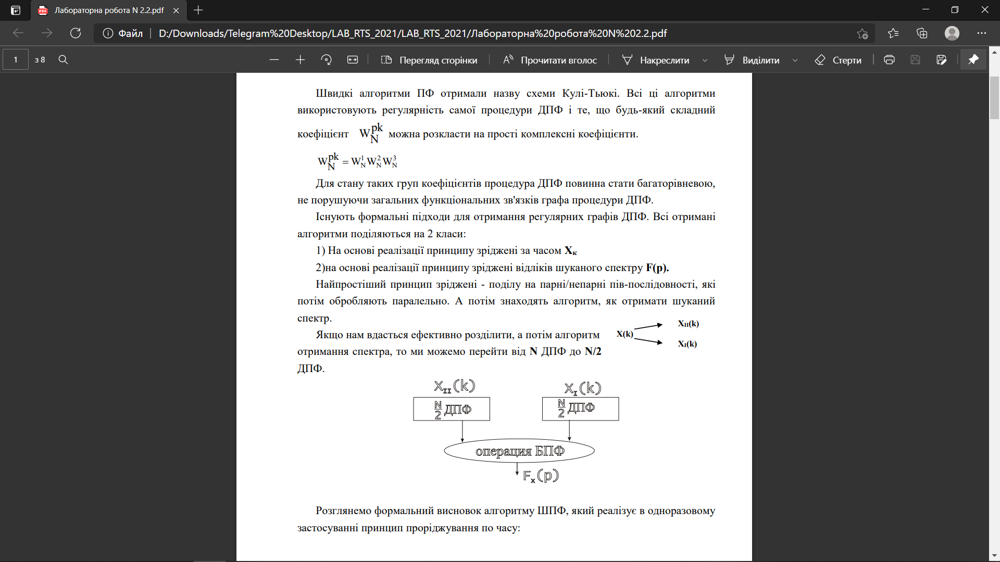 Лабораторна робота N 2.2.pdf
Файл
D:/Downloads/Telegram%20Desktop/LAB_RTS_2021/LAB_RTS_2021/Лабораторна%20робота%20N%202.2.pdf
1 з 8 Перегляд сторінки Прочитати вголос Накреслити Виділити Стерти
Швидкі алгоритми ПФ отримали назву схеми Кулі-Тьюкі. Всі ці алгоритми
використовують регулярність самої процедури ДПФ і те, що будь-який складний
коефіцієнт W_N^pk можна розкласти на прості комплексні коефіцієнти.
W_N^pk = W_N^1 W_N^2 W_N^3
Для стану таких груп коефіцієнтів процедура ДПФ повинна стати багаторівневою,
не порушуючи загальних функціональних зв'язків графа процедури ДПФ.
Існують формальні підходи для отримання регулярних графів ДПФ. Всі отримані
алгоритми поділяються на 2 класи:
1) На основі реалізації принципу зріджені за часом Xк
2)на основі реалізації принципу зріджені відліків шуканого спектру F(p).
Найпростіший принцип зріджені - поділу на парні/непарні пів-послідовності, які
потім обробляють паралельно. А потім знаходять алгоритм, як отримати шуканий
спектр.
Якщо нам вдасться ефективно розділити, а потім алгоритм
отримання спектра, то ми можемо перейти від N ДПФ до N/2
ДПФ.
X(k)
XII(k)
XI(k)
XII(k)
XI(k)
N/2 ДПФ
N/2 ДПФ
операция БПФ
Fx(p)
Розглянемо формальний висновок алгоритму ШПФ, який реалізує в одноразовому
застосуванні принцип проріджування по часу: